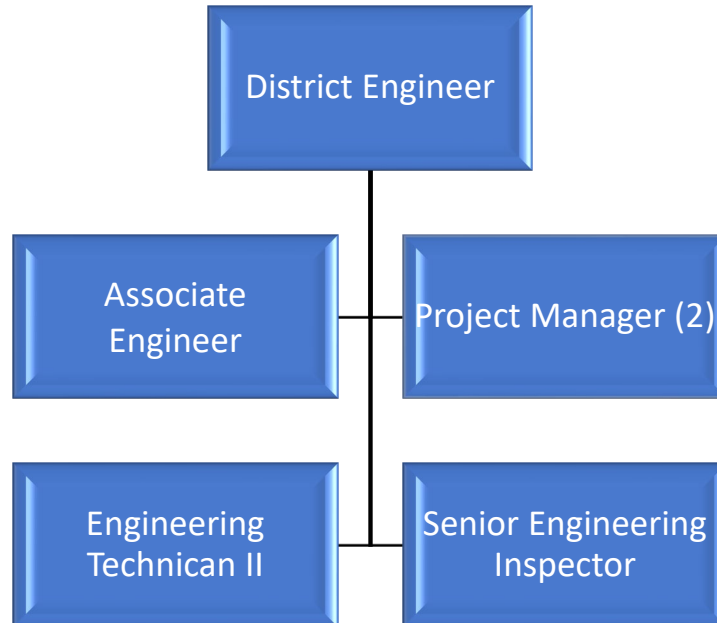 District Engineer
Associate
Engineer
Project Manager (2)
Engineering
Technican II
Senior Engineering
Inspector